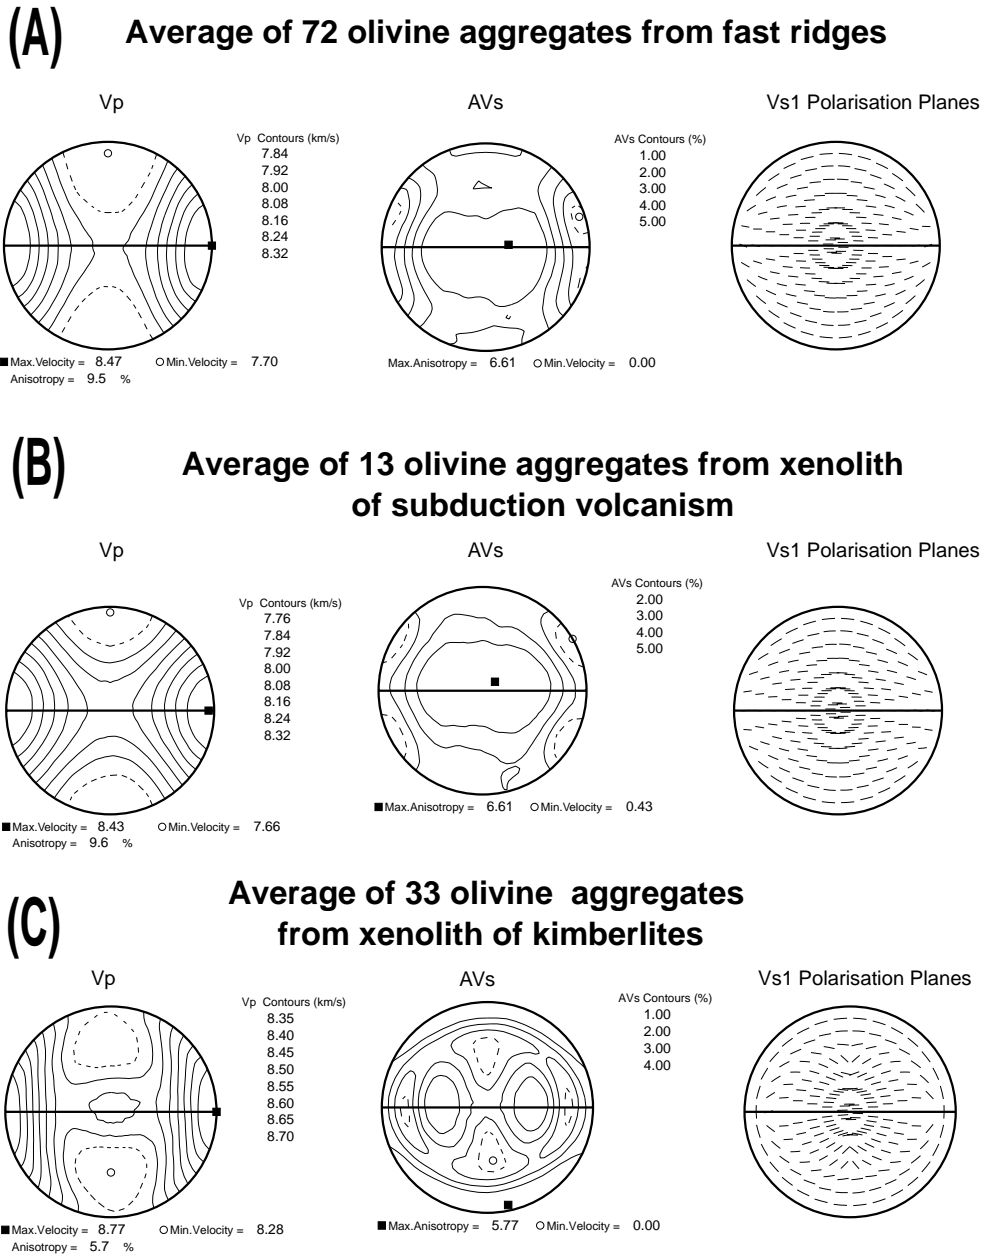 (A)
Average of 72 olivine aggregates from fast ridges
Vp
AVs
Vs1 Polarisation Planes
Vp Contours (km/s)
7.84
7.92
8.00
8.08
8.16
8.24
8.32
AVs Contours (%)
1.00
2.00
3.00
4.00
5.00
Max.Velocity = 8.47 Min.Velocity = 7.70
Anisotropy = 9.5 %
Max.Anisotropy = 6.61 Min.Velocity = 0.00
(B)
Average of 13 olivine aggregates from xenolith
of subduction volcanism
Vp
AVs
Vs1 Polarisation Planes
Vp Contours (km/s)
7.76
7.84
7.92
8.00
8.08
8.16
8.24
8.32
AVs Contours (%)
2.00
3.00
4.00
5.00
Max.Velocity = 8.43 Min.Velocity = 7.66
Anisotropy = 9.6 %
Max.Anisotropy = 6.61 Min.Velocity = 0.43
(C)
Average of 33 olivine aggregates
from xenolith of kimberlites
Vp
AVs
Vs1 Polarisation Planes
Vp Contours (km/s)
8.35
8.40
8.45
8.50
8.55
8.60
8.65
8.70
AVs Contours (%)
1.00
2.00
3.00
4.00
Max.Velocity = 8.77 Min.Velocity = 8.28
Anisotropy = 5.7 %
Max.Anisotropy = 5.77 Min.Velocity = 0.00